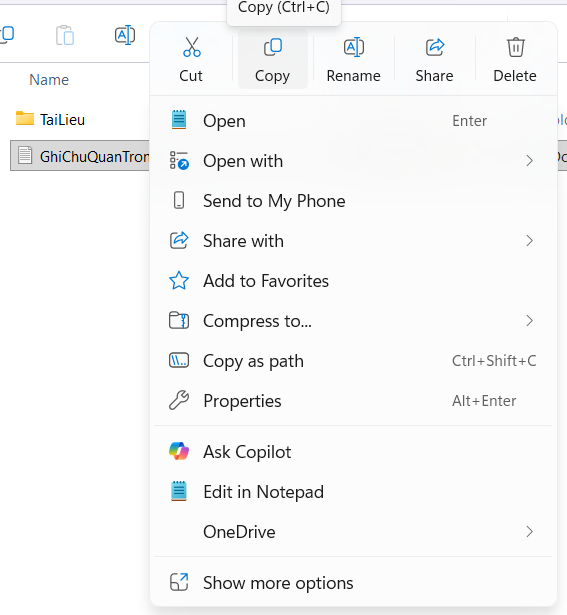 Copy (Ctrl+C)
Cut Copy Rename Share Delete
Name
TaiLieu
GhiChuQuanTron
Open Enter
Open with
Send to My Phone
Share with
Add to Favorites
Compress to...
Copy as path Ctrl+Shift+C
Properties Alt+Enter
Ask Copilot
Edit in Notepad
OneDrive
Show more options